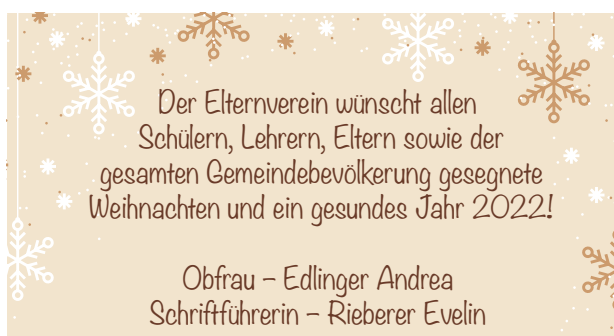 Der Elternverein wünscht allen
Schülern, Lehrern, Eltern sowie der
gesamten Gemeindebevölkerung gesegnete
Weihnachten und ein gesundes Jahr 2022!
Obfrau – Edlinger Andrea
Schriftführerin – Rieberer Evelin